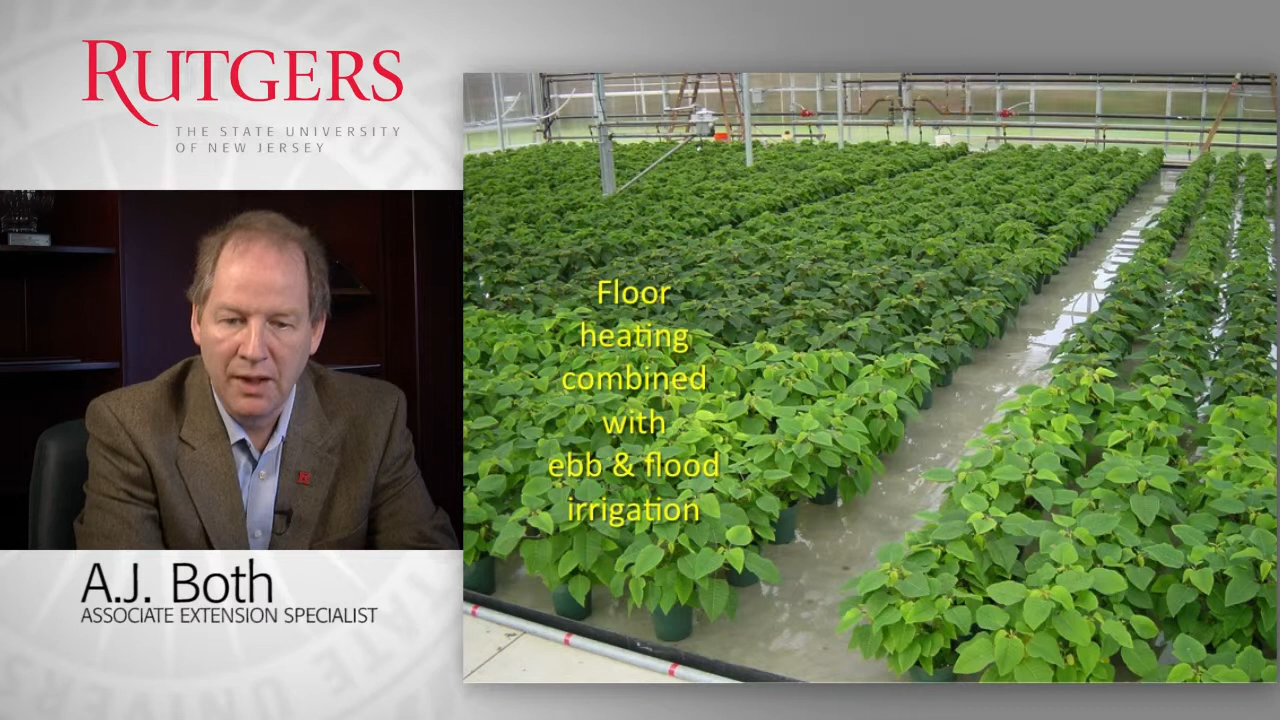 RUTGERS
THE STATE UNIVERSITY
OF NEW JERSEY
Floor
heating
combined
with
ebb & flood
irrigation
A.J. Both
ASSOCIATE EXTENSION SPECIALIST